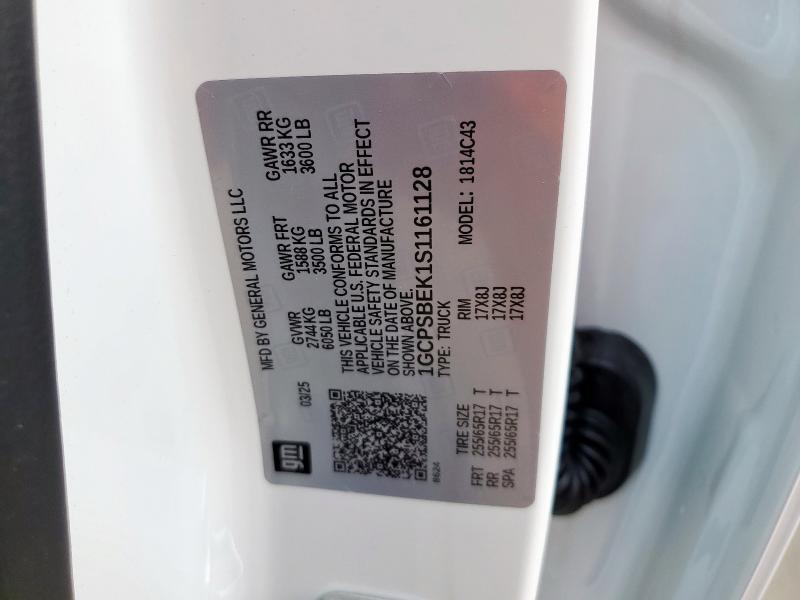 gm
MFD BY GENERAL MOTORS LLC
03/25
GVWR GAWR FRT GAWR RR
2744KG 1588 KG 1633 KG
6050 LB 3500 LB 3600 LB
THIS VEHICLE CONFORMS TO ALL
APPLICABLE U.S. FEDERAL MOTOR
VEHICLE SAFETY STANDARDS IN EFFECT
ON THE DATE OF MANUFACTURE
SHOWN ABOVE.
1GCPSBEK1S1161128
TYPE: TRUCK MODEL: 1814C43
TIRE SIZE RIM
FRT 255/65R17 T 17X8J
RR 255/65R17 T 17X8J
SPA 255/65R17 T 17X8J